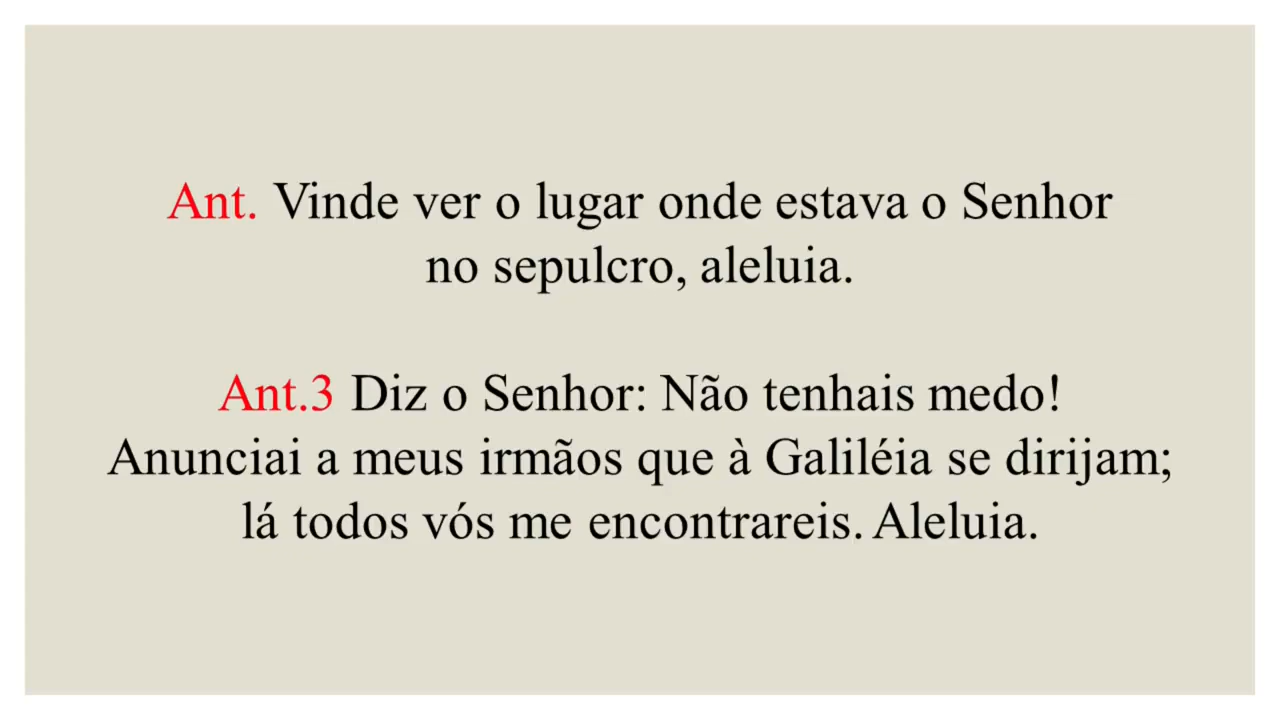 Ant. Vinde ver o lugar onde estava o Senhor
no sepulcro, aleluia.
Ant.3 Diz o Senhor: Não tenhais medo!
Anunciai a meus irmãos que à Galiléia se dirijam;
lá todos vós me encontrareis. Aleluia.